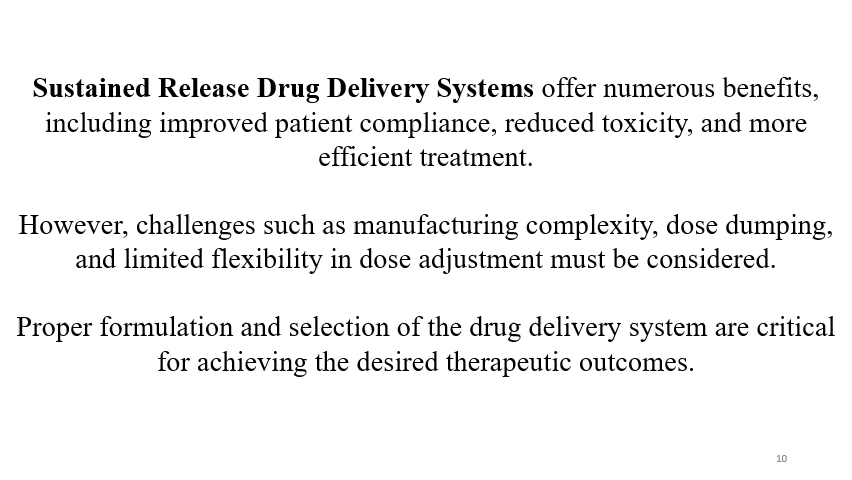 Sustained Release Drug Delivery Systems offer numerous benefits,
including improved patient compliance, reduced toxicity, and more
efficient treatment.
However, challenges such as manufacturing complexity, dose dumping,
and limited flexibility in dose adjustment must be considered.
Proper formulation and selection of the drug delivery system are critical
for achieving the desired therapeutic outcomes.
10